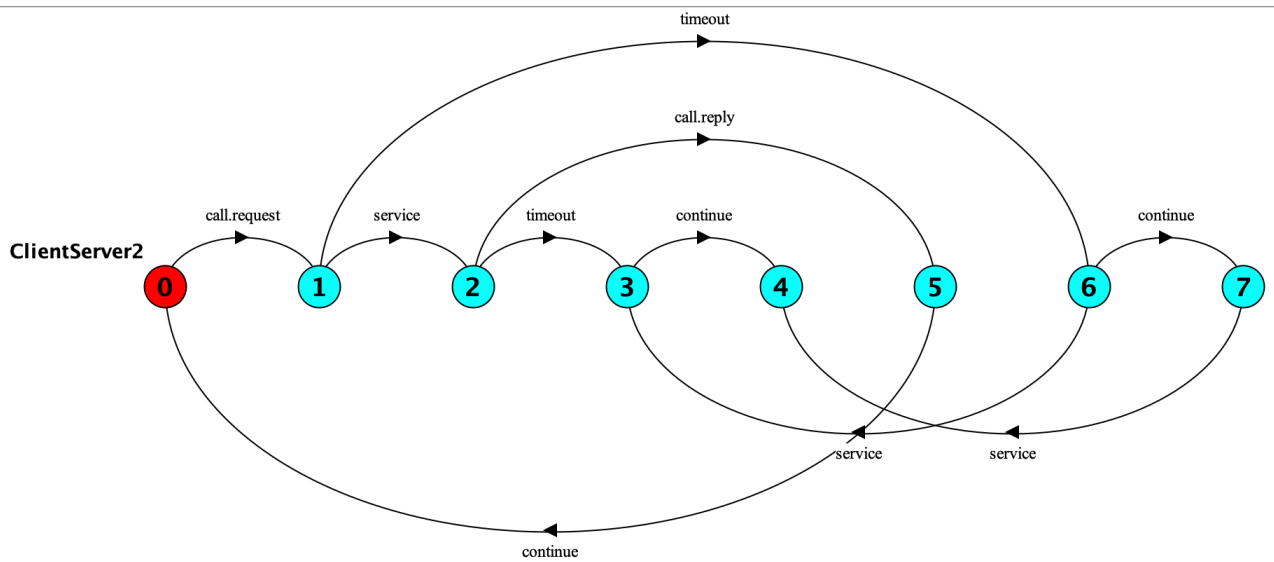 timeout
call.reply
call.request
service
timeout
continue
continue
ClientServer2
0
1
2
3
4
5
6
7
service
service
continue